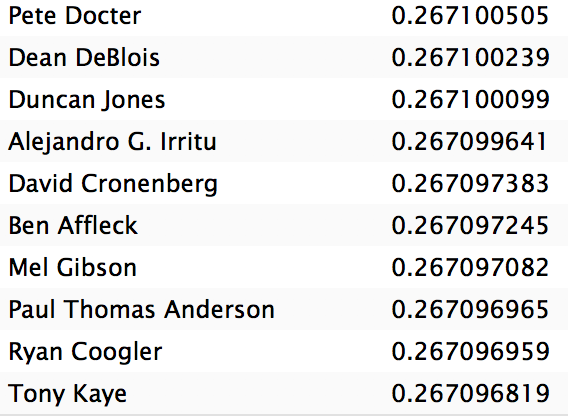 Pete Docter 0.267100505
Dean DeBlois 0.267100239
Duncan Jones 0.267100099
Alejandro G. Irritu 0.267099641
David Cronenberg 0.267097383
Ben Affleck 0.267097245
Mel Gibson 0.267097082
Paul Thomas Anderson 0.267096965
Ryan Coogler 0.267096959
Tony Kaye 0.267096819